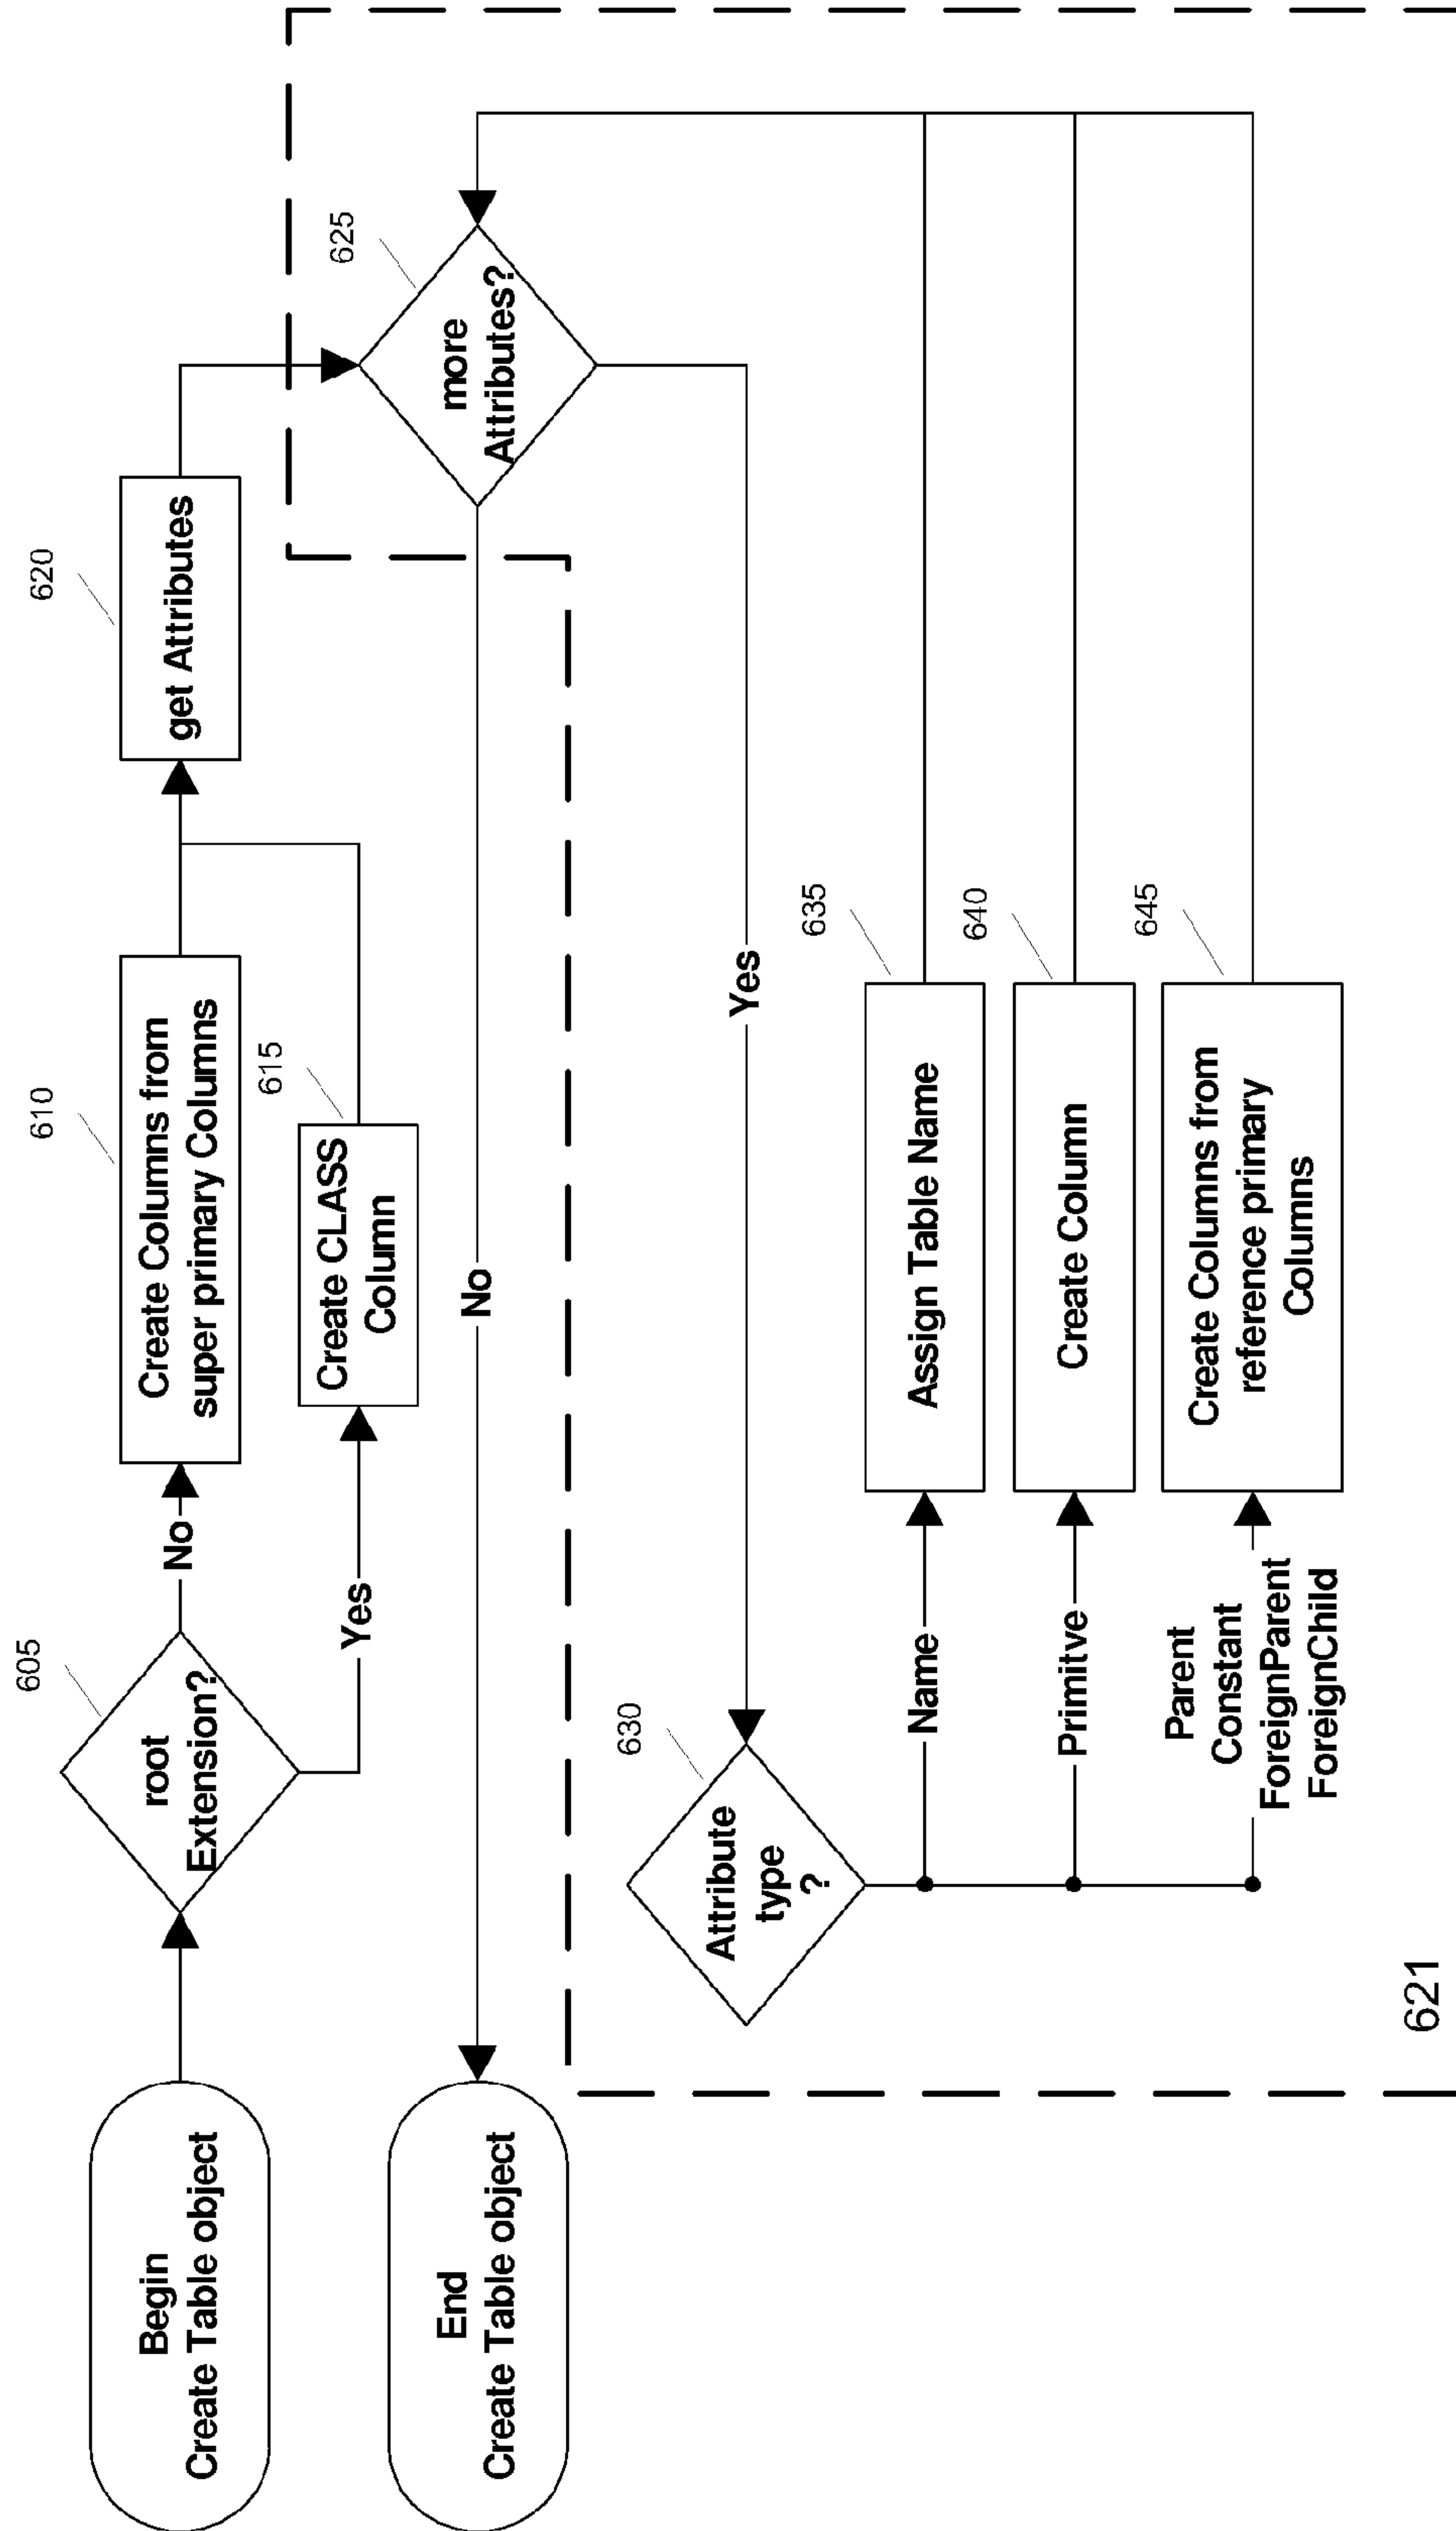 Begin
Create Table object
605
root
Extension?
No
Yes
610
Create Columns from
super primary Columns
615
Create CLASS
Column
620
get Attributes
625
more
Attributes?
No
End
Create Table object
Yes
630
Attribute
type
?
Name
635
Assign Table Name
Primitve
640
Create Column
Parent
Constant
ForeignParent
ForeignChild
645
Create Columns from
reference primary
Columns
621